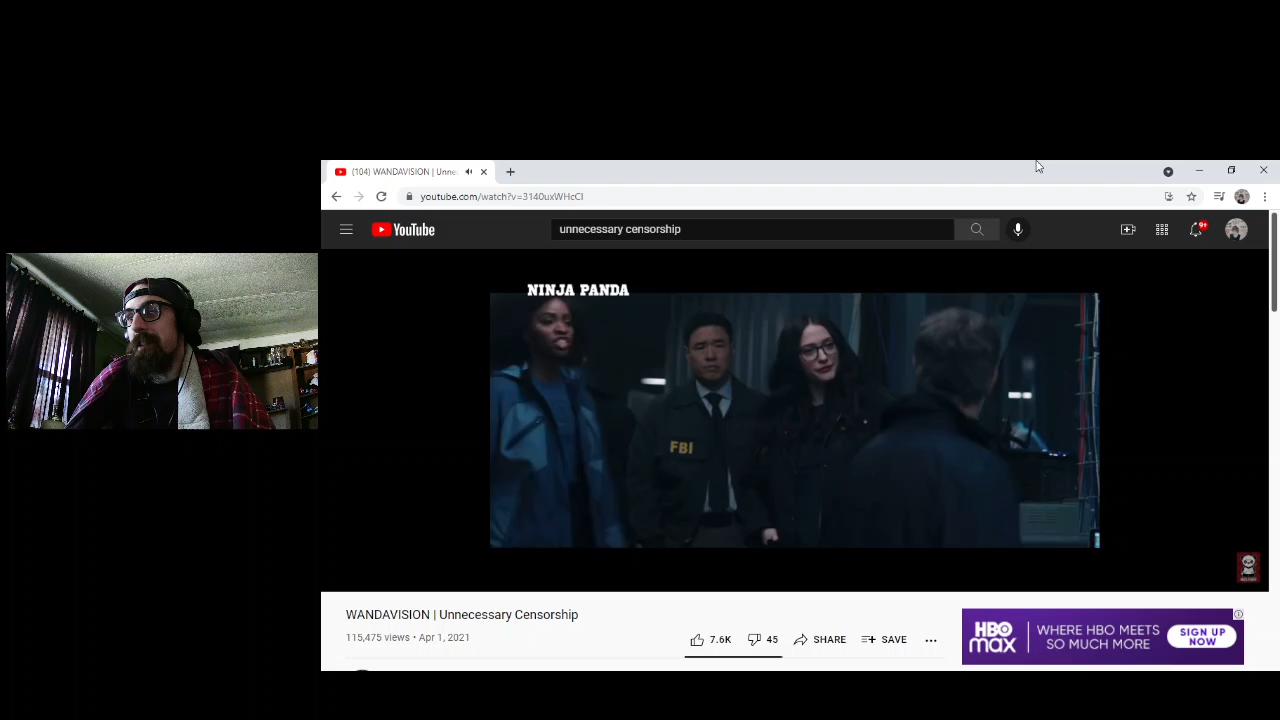 (104) WANDAVISION | Unne
youtube.com/watch?v=3140uxWHcCI
YouTube
unnecessary censorship
9+
NINJA PANDA
FBI
WANDAVISION | Unnecessary Censorship
115,475 views • Apr 1, 2021
7.6K
45
SHARE
SAVE
HBO
max
WHERE HBO MEETS
SO MUCH MORE
SIGN UP
NOW